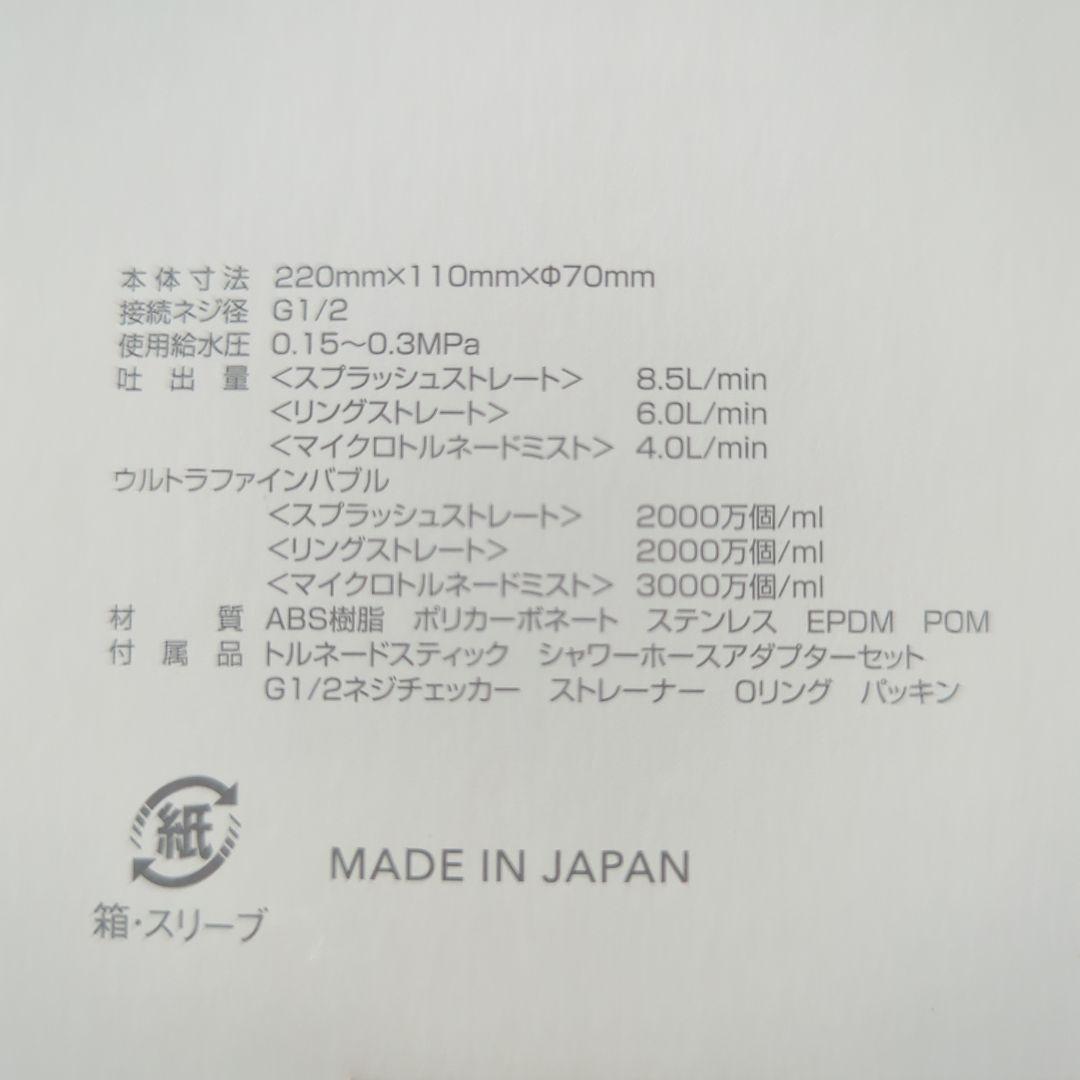 本体寸法 220mm×110mm×Φ70mm
接続ネジ径 G1/2
使用給水圧 0.15〜0.3MPa
吐出量 <スプラッシュストレート> 8.5L/min
<リングストレート> 6.0L/min
<マイクロトルネードミスト> 4.0L/min
ウルトラファインバブル
<スプラッシュストレート> 2000万個/ml
<リングストレート> 2000万個/ml
<マイクロトルネードミスト> 3000万個/ml
材質 ABS樹脂 ポリカーボネート ステンレス EPDM POM
付属品 トルネードスティック シャワーホースアダプターセット
G1/2ネジチェッカー ストレーナー Oリング パッキン
紙
MADE IN JAPAN
箱・スリーブ